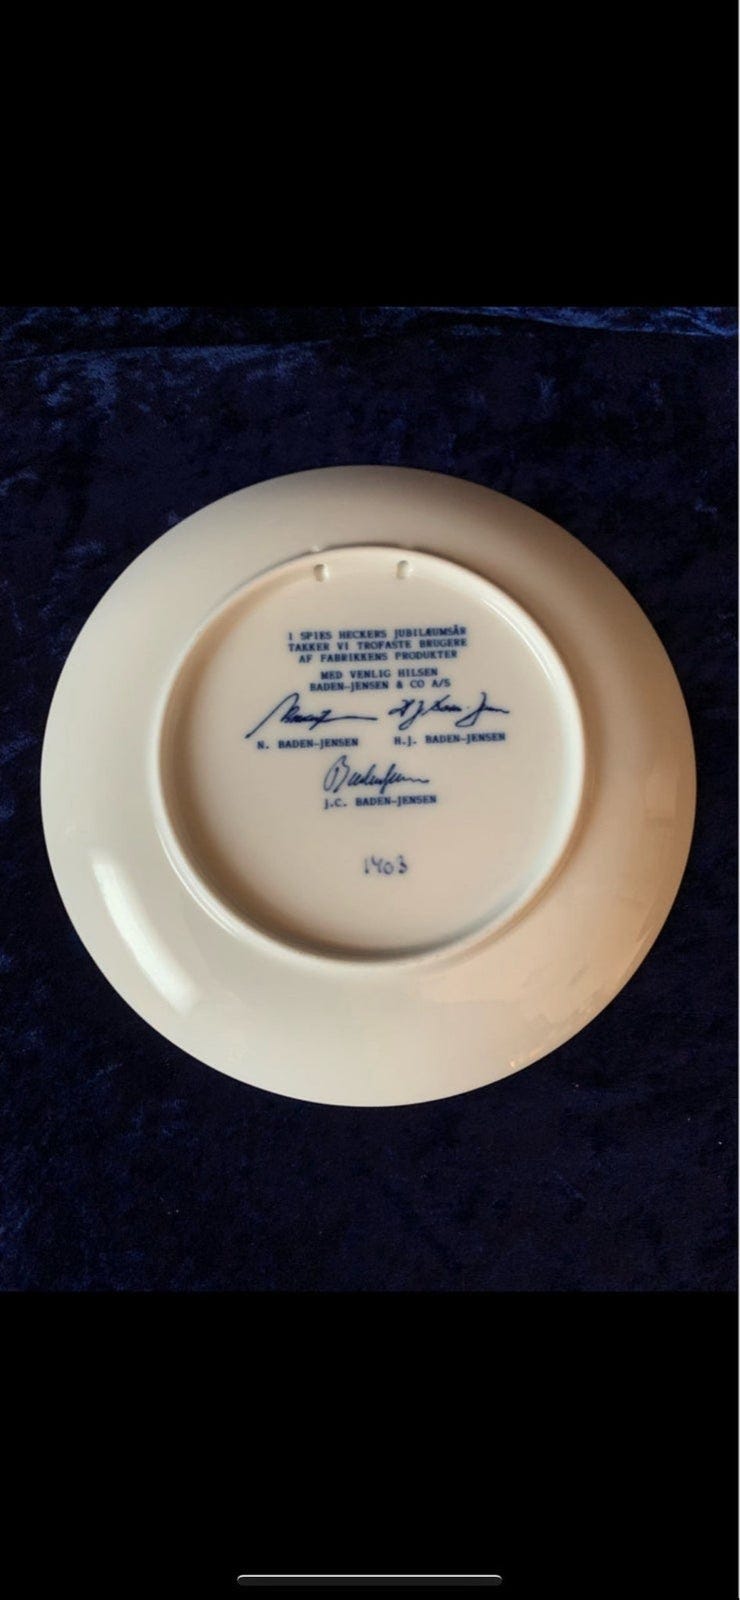 I SPIES HECKERS JUBILÆUMSÅR
TAKKER VI TROFASTE BRUGERE
AF FABRIKKENS PRODUKTER
MED VENLIG HILSEN
BADEN-JENSEN & CO A/S
N. BADEN-JENSEN H.J. BADEN-JENSEN
J.C. BADEN-JENSEN
1403